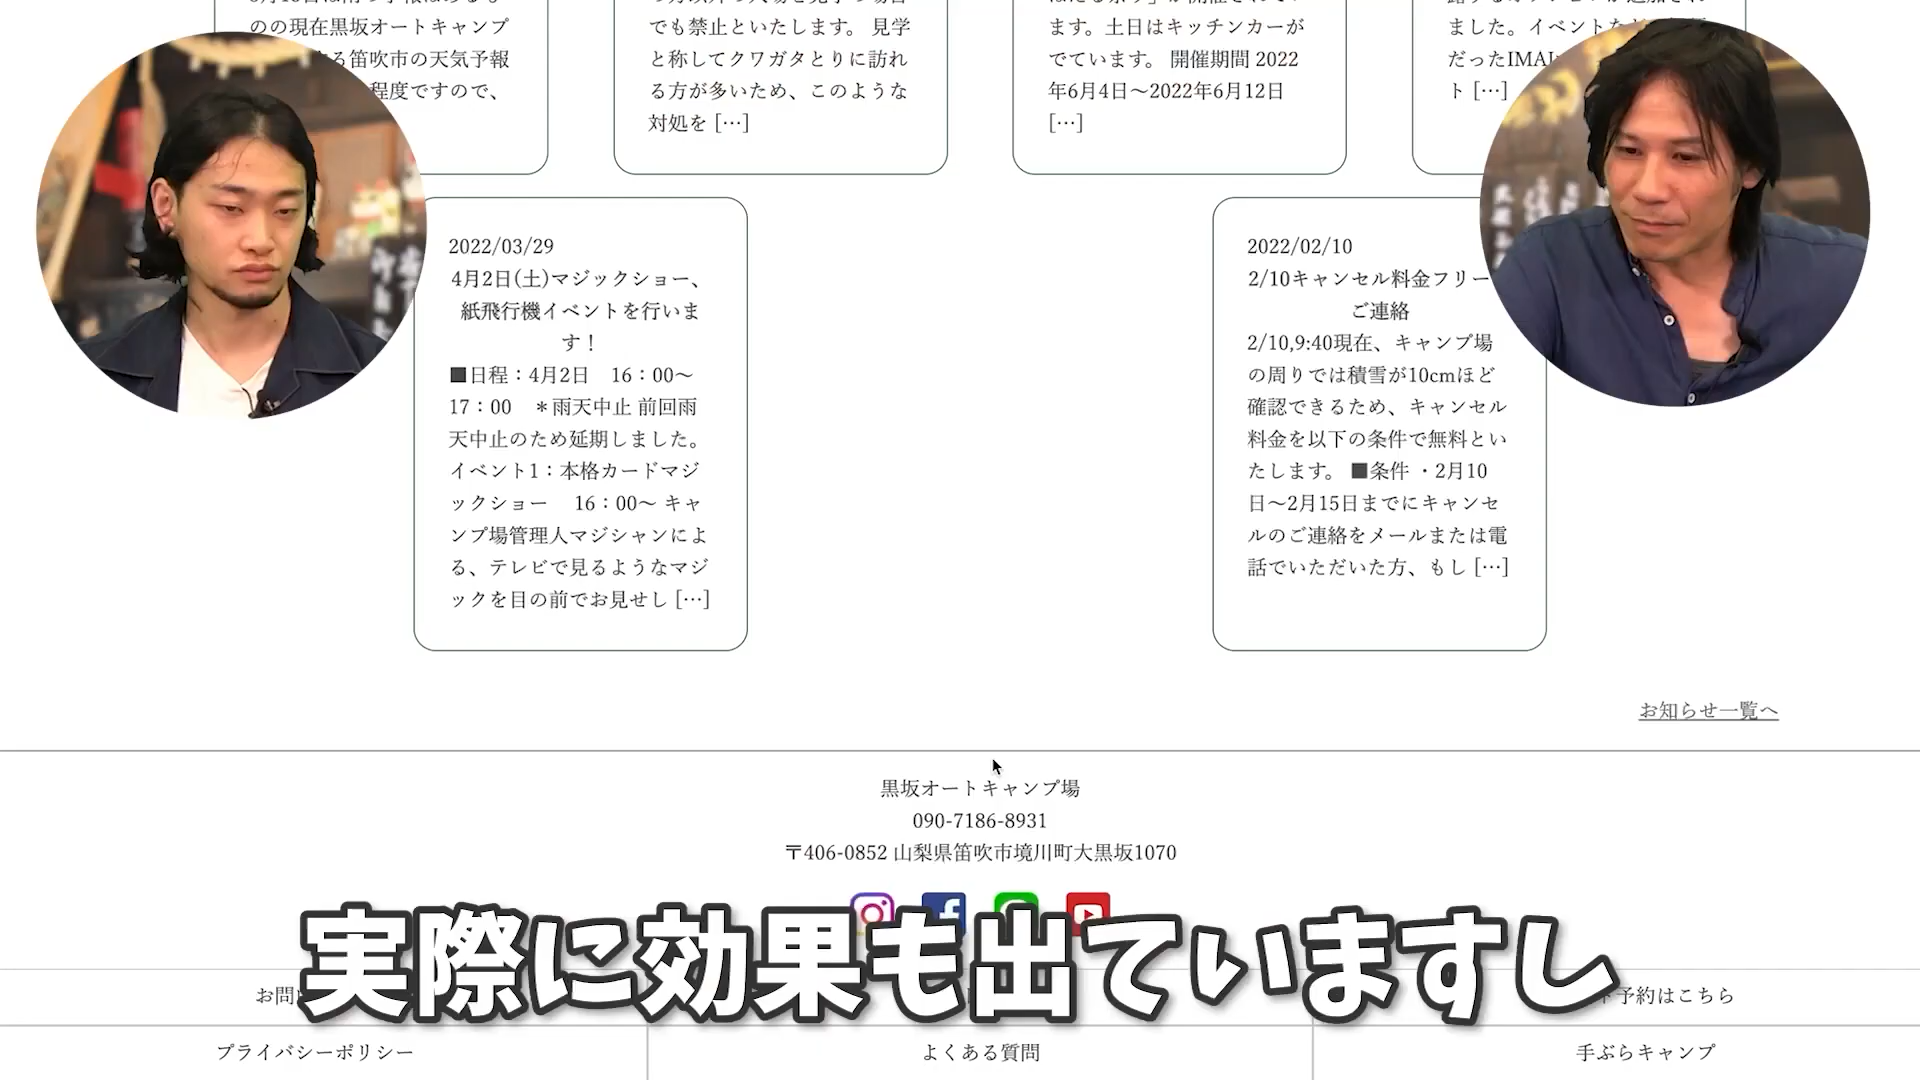 のの現在黒坂オートキャンプ
る笛吹市の天気予報
程度ですので、
でも禁止といたします。 見学
と称してクワガタとりに訪れ
る方が多いため、このような
対処を […]
ます。土日はキッチンカーが
でています。 開催期間 2022
年6月4日～2022年6月12日
[…]
ました。イベント
だったIMAI
ト […]
2022/03/29
4月2日(土)マジックショー、
紙飛行機イベントを行いま
す！
■日程：4月2日　16：00～
17：00　＊雨天中止 前回雨
天中止のため延期しました。
イベント1：本格カードマジ
ックショー　 16：00～ キャ
ンプ場管理人マジシャンによ
る、テレビで見るようなマジ
ックを目の前でお見せし […]
2022/02/10
2/10キャンセル料金フリー
ご連絡
2/10,9:40現在、キャンプ場
の周りでは積雪が10cmほど
確認できるため、キャンセル
料金を以下の条件で無料とい
たします。 ■条件 ・2月10
日～2月15日までにキャンセ
ルのご連絡をメールまたは電
話でいただいた方、もし […]
お知らせ一覧へ
黒坂オートキャンプ場
090-7186-8931
〒406-0852 山梨県笛吹市境川町大黒坂1070
実際に効果も出ていますし
お問
予約はこちら
プライバシーポリシー
よくある質問
手ぶらキャンプ